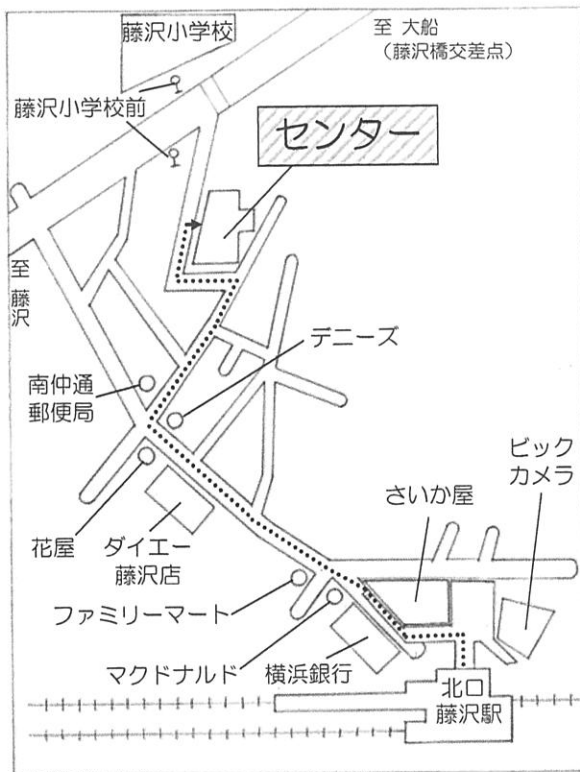 藤沢小学校
至 大船
（藤沢橋交差点）
藤沢小学校前
センター
至 藤沢
デニーズ
南仲通
郵便局
ビック
カメラ
さいか屋
花屋
ダイエー
藤沢店
ファミリーマート
マクドナルド
横浜銀行
北口
藤沢駅